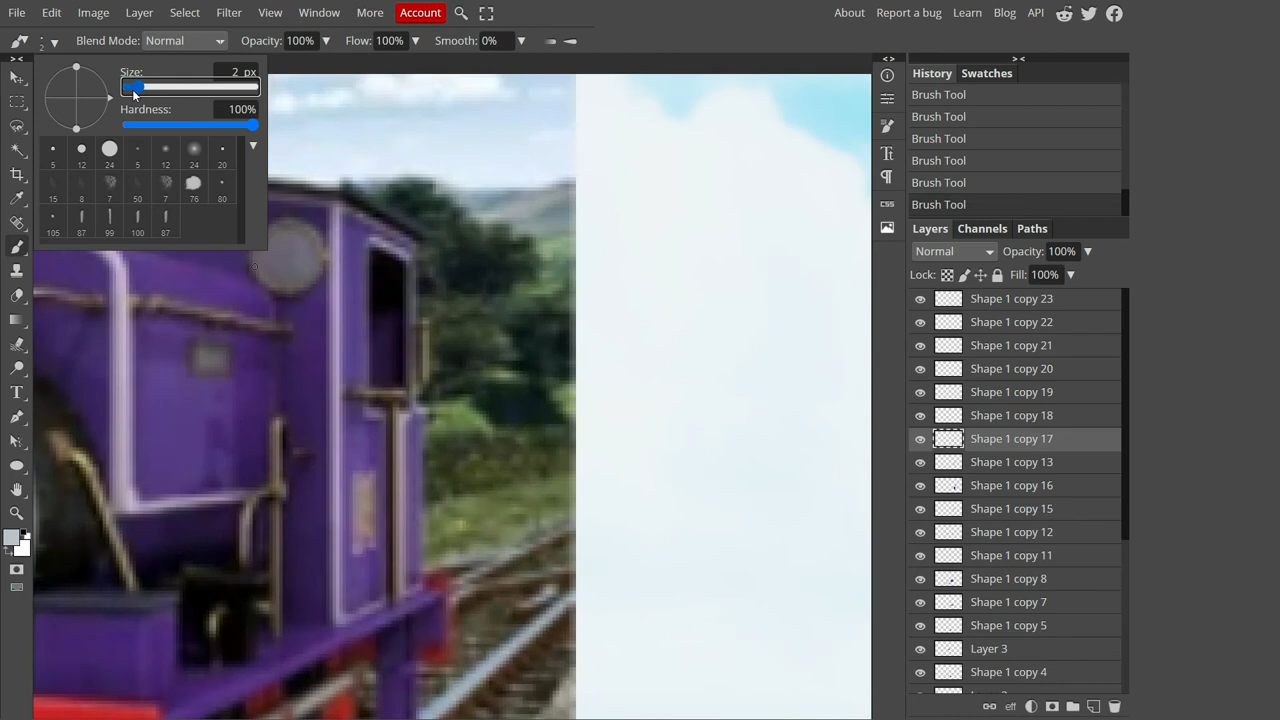 File Edit Image Layer Select Filter View Window More Account About Report a bug Learn Blog API
2 Blend Mode: Normal Opacity: 100% Flow: 100% Smooth: 0%
Size: 2 px
Hardness: 100%
5 12 24 5 12 24 20
15 8 7 50 7 76 80
105 87 99 100 87
History Swatches
Brush Tool
Brush Tool
Brush Tool
Brush Tool
Brush Tool
Brush Tool
Layers Channels Paths
Normal Opacity: 100%
Lock: Fill: 100%
Shape 1 copy 23
Shape 1 copy 22
Shape 1 copy 21
Shape 1 copy 20
Shape 1 copy 19
Shape 1 copy 18
Shape 1 copy 17
Shape 1 copy 13
Shape 1 copy 16
Shape 1 copy 15
Shape 1 copy 12
Shape 1 copy 11
Shape 1 copy 8
Shape 1 copy 7
Shape 1 copy 5
Layer 3
Shape 1 copy 4
CSS
eff